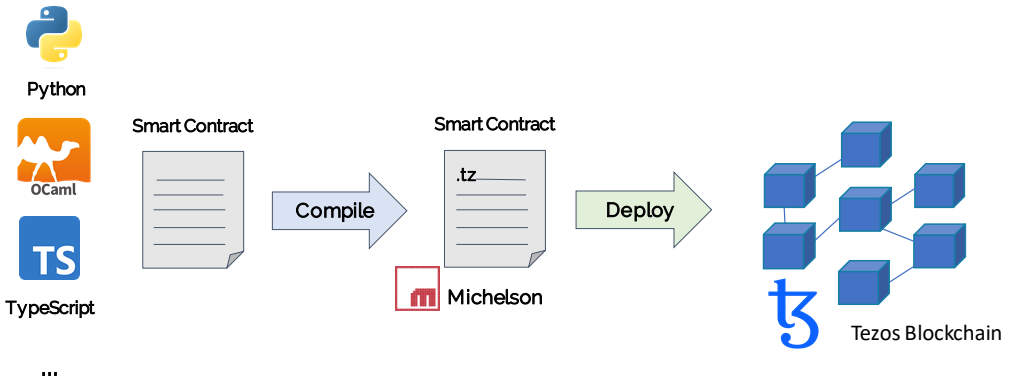 Python
OCaml
TS
TypeScript
...
Smart Contract
Compile
Smart Contract
.tz
Michelson
Deploy
Tezos Blockchain